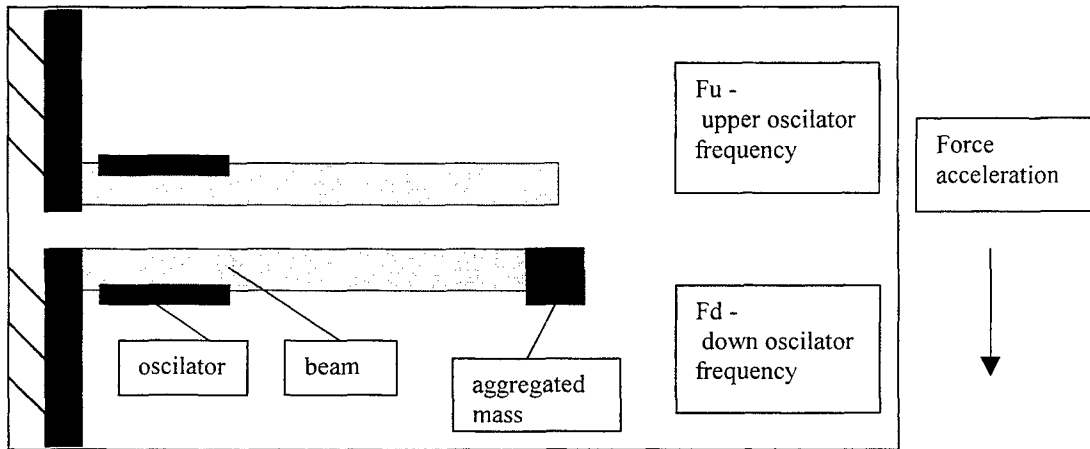 Fu -
upper oscilator
frequency
Force
acceleration
Fd -
down oscilator
frequency
oscilator
beam
aggregated
mass